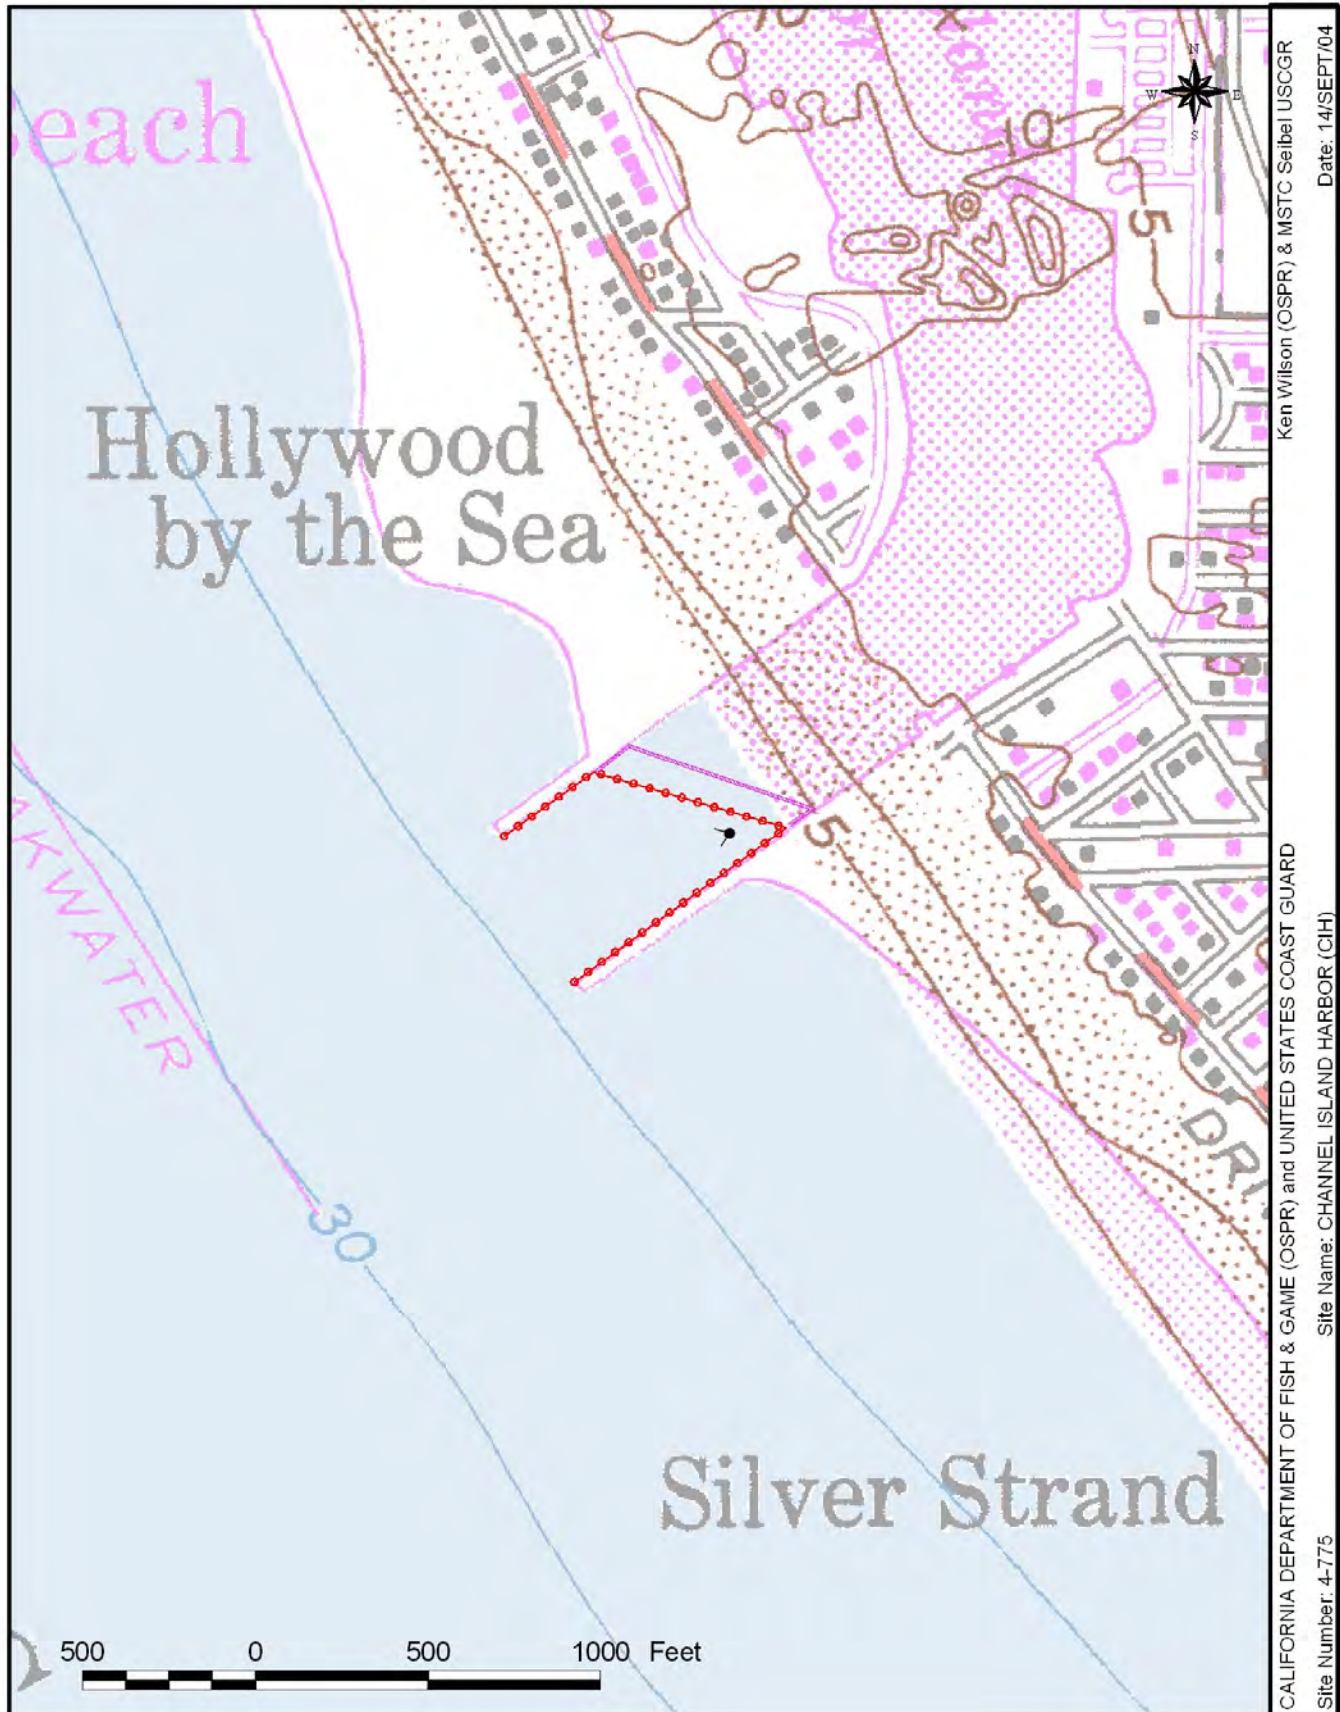 each
Hollywood
by the Sea
10
5
N
W E
S
5
AKWATER
30
DRI
Silver Strand
500 0 500 1000 Feet
CALIFORNIA DEPARTMENT OF FISH & GAME (OSPR) and UNITED STATES COAST GUARD Ken Wilson (OSPR) & MSTC Seibel USCGR
Site Number: 4-775 Site Name: CHANNEL ISLAND HARBOR (CIH) Date: 14/SEPT/04